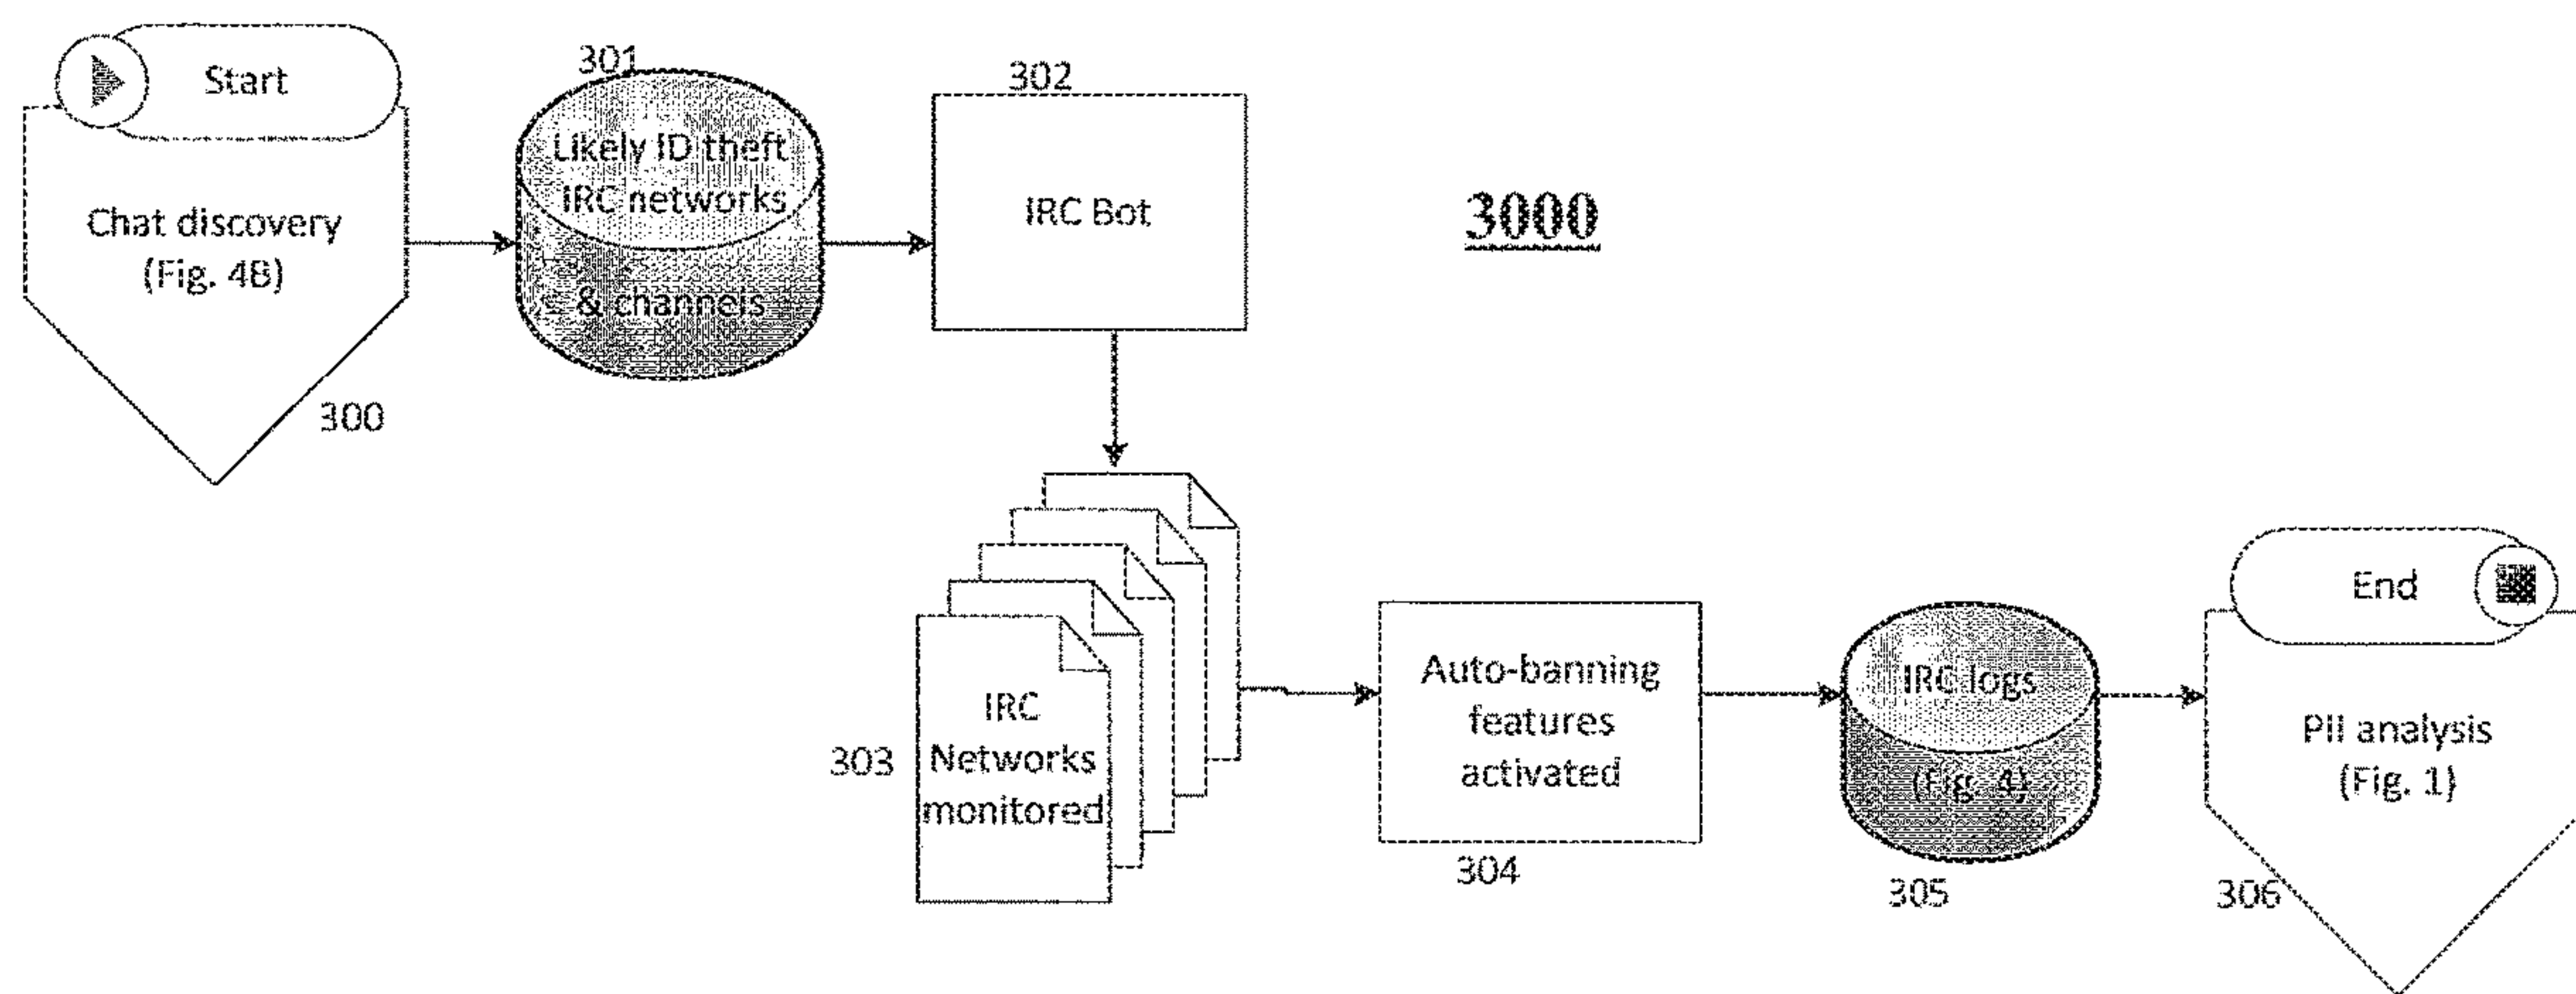 Start
Chat discovery
(Fig. 4B)
300
301
Likely ID theft
IRC networks
& channels
302
IRC Bot
3000
303
IRC
Networks
monitored
Auto-banning
features
activated
304
IRC logs
(Fig. 4)
305
End
PII analysis
(Fig. 1)
306